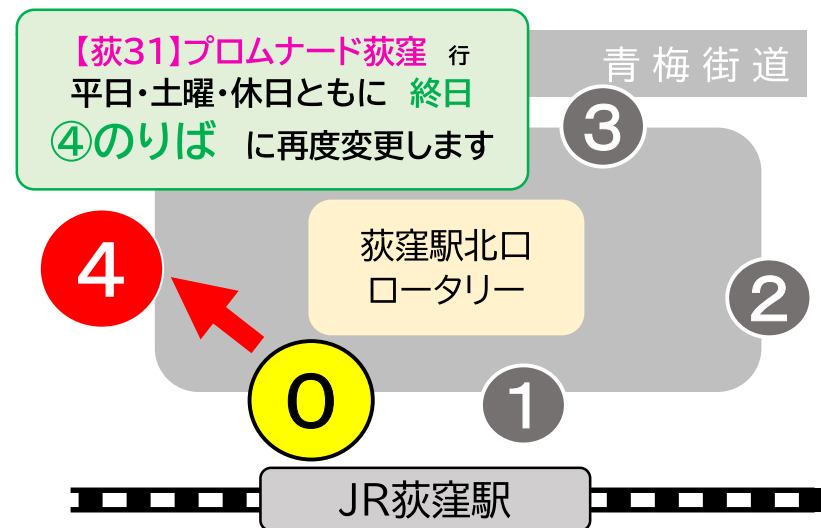 【荻31】プロムナード荻窪 行
平日・土曜・休日ともに 終日
④のりば に再度変更します
青梅街道
3
荻窪駅北口
ロータリー
4
2
0
1
JR荻窪駅